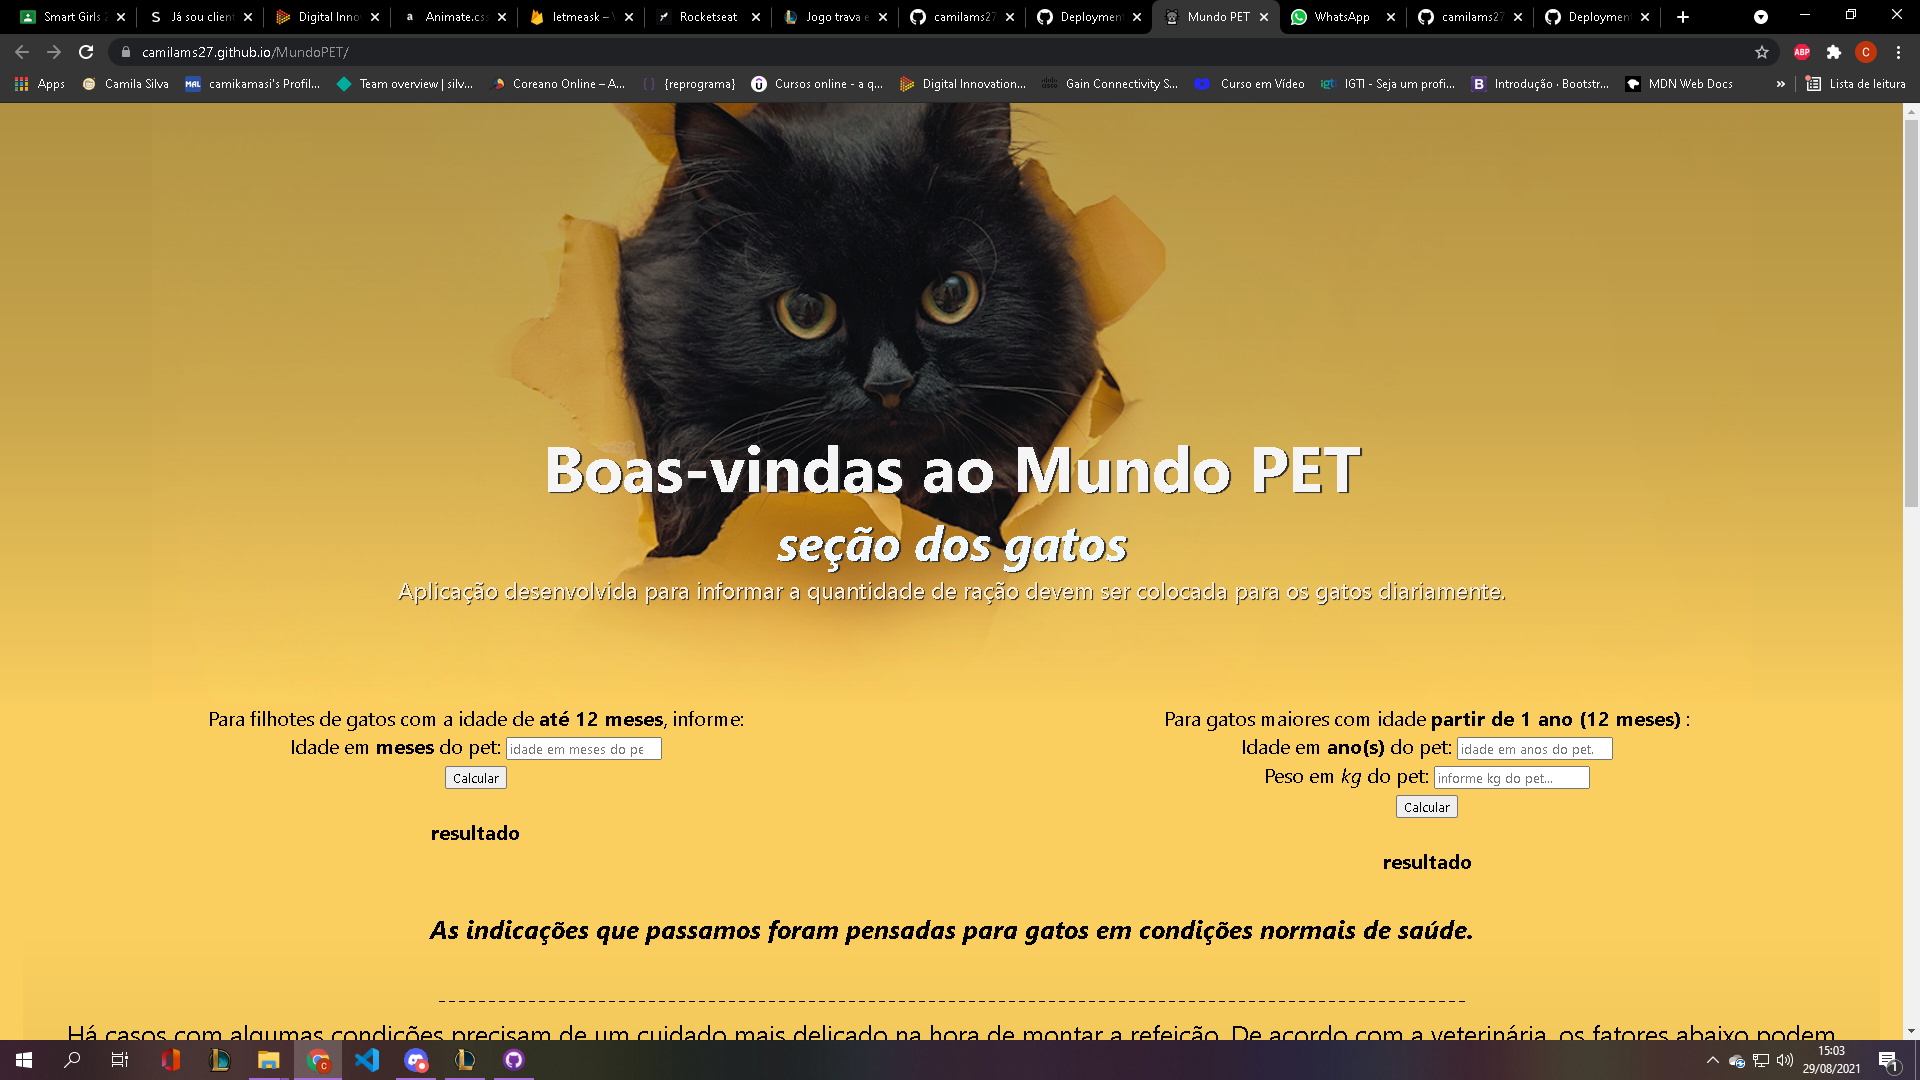 Smart Girls 2
Já sou client
Digital Inno
Animate.css
letmeask – V
Rocketseat
Jogo trava e
camilams27
Deployment
Mundo PET
WhatsApp
camilams27
Deployment
camilams27.github.io/MundoPET/
ABP
C
Apps
Camila Silva
MAL
camikamasi's Profil...
Team overview | silv...
Coreano Online – A...
{reprograma}
Cursos online - a q...
Digital Innovation...
Gain Connectivity S...
Curso em Vídeo
igti
IGTI - Seja um profi...
B
Introdução · Bootstr...
MDN Web Docs
»
Lista de leitura
Boas-vindas ao Mundo PET
seção dos gatos
Aplicação desenvolvida para informar a quantidade de ração devem ser colocada para os gatos diariamente.
Para filhotes de gatos com a idade de até 12 meses, informe:
Idade em meses do pet: idade em meses do pe
Calcular
resultado
Para gatos maiores com idade partir de 1 ano (12 meses) :
Idade em ano(s) do pet: idade em anos do pet.
Peso em kg do pet: informe kg do pet...
Calcular
resultado
As indicações que passamos foram pensadas para gatos em condições normais de saúde.
Há casos com algumas condições precisam de um cuidado mais delicado na hora de montar a refeição. De acordo com a veterinária, os fatores abaixo podem
15:03
29/08/2021
1